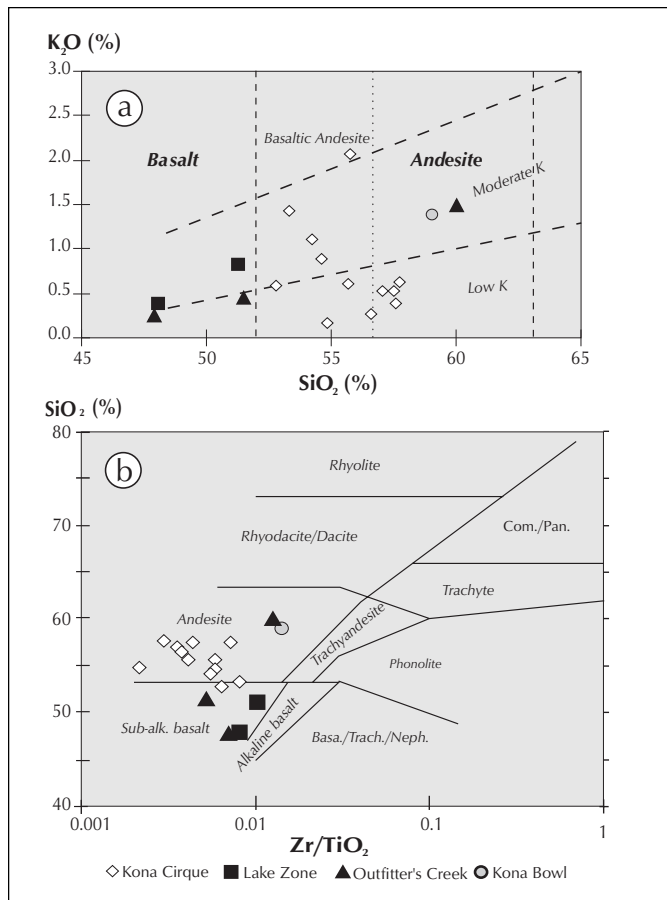 K2O (%)
3.0
2.5
2.0
1.5
1.0
0.5
0.0
a
Basalt
Basaltic Andesite
Andesite
Moderate K
Low K
45
50
55
60
65
SiO2 (%)
SiO2 (%)
80
70
60
50
40
b
Rhyolite
Rhyodacite/Dacite
Com./Pan.
Trachyte
Andesite
Trachyandesite
Phonolite
Sub-alk. basalt
Alkaline basalt
Basa./Trach./Neph.
0.001
0.01
0.1
1
Zr/TiO2
Kona Cirque Lake Zone Outfitter's Creek Kona Bowl